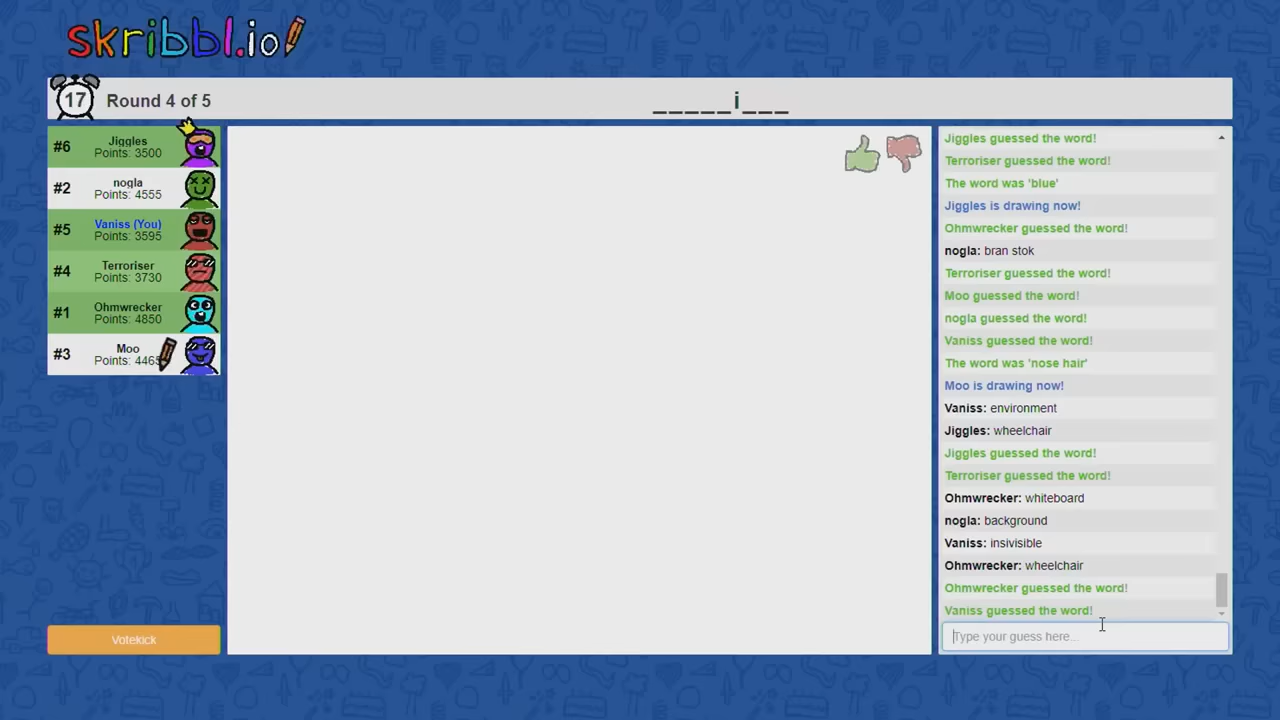 skribbl.io
17
Round 4 of 5
_____i___
#6
Jiggles
Points: 3500
#2
nogla
Points: 4555
#5
Vaniss (You)
Points: 3595
#4
Terroriser
Points: 3730
#1
Ohmwrecker
Points: 4850
#3
Moo
Points: 4465
Votekick
Jiggles guessed the word!
Terroriser guessed the word!
The word was 'blue'
Jiggles is drawing now!
Ohmwrecker guessed the word!
nogla: bran stok
Terroriser guessed the word!
Moo guessed the word!
nogla guessed the word!
Vaniss guessed the word!
The word was 'nose hair'
Moo is drawing now!
Vaniss: environment
Jiggles: wheelchair
Jiggles guessed the word!
Terroriser guessed the word!
Ohmwrecker: whiteboard
nogla: background
Vaniss: insivisible
Ohmwrecker: wheelchair
Ohmwrecker guessed the word!
Vaniss guessed the word!
Type your guess here...